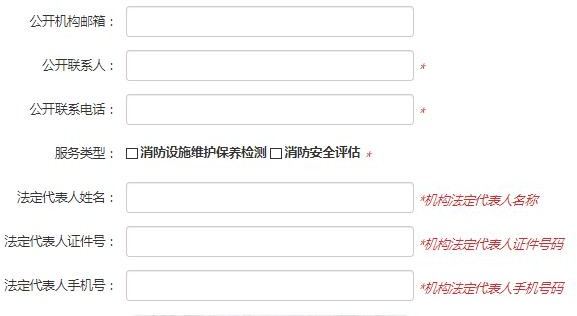 公开机构邮箱：
公开联系人： *
公开联系电话： *
服务类型： 消防设施维护保养检测 消防安全评估 *
法定代表人姓名： *机构法定代表人名称
法定代表人证件号： *机构法定代表人证件号码
法定代表人手机号： *机构法定代表人手机号码